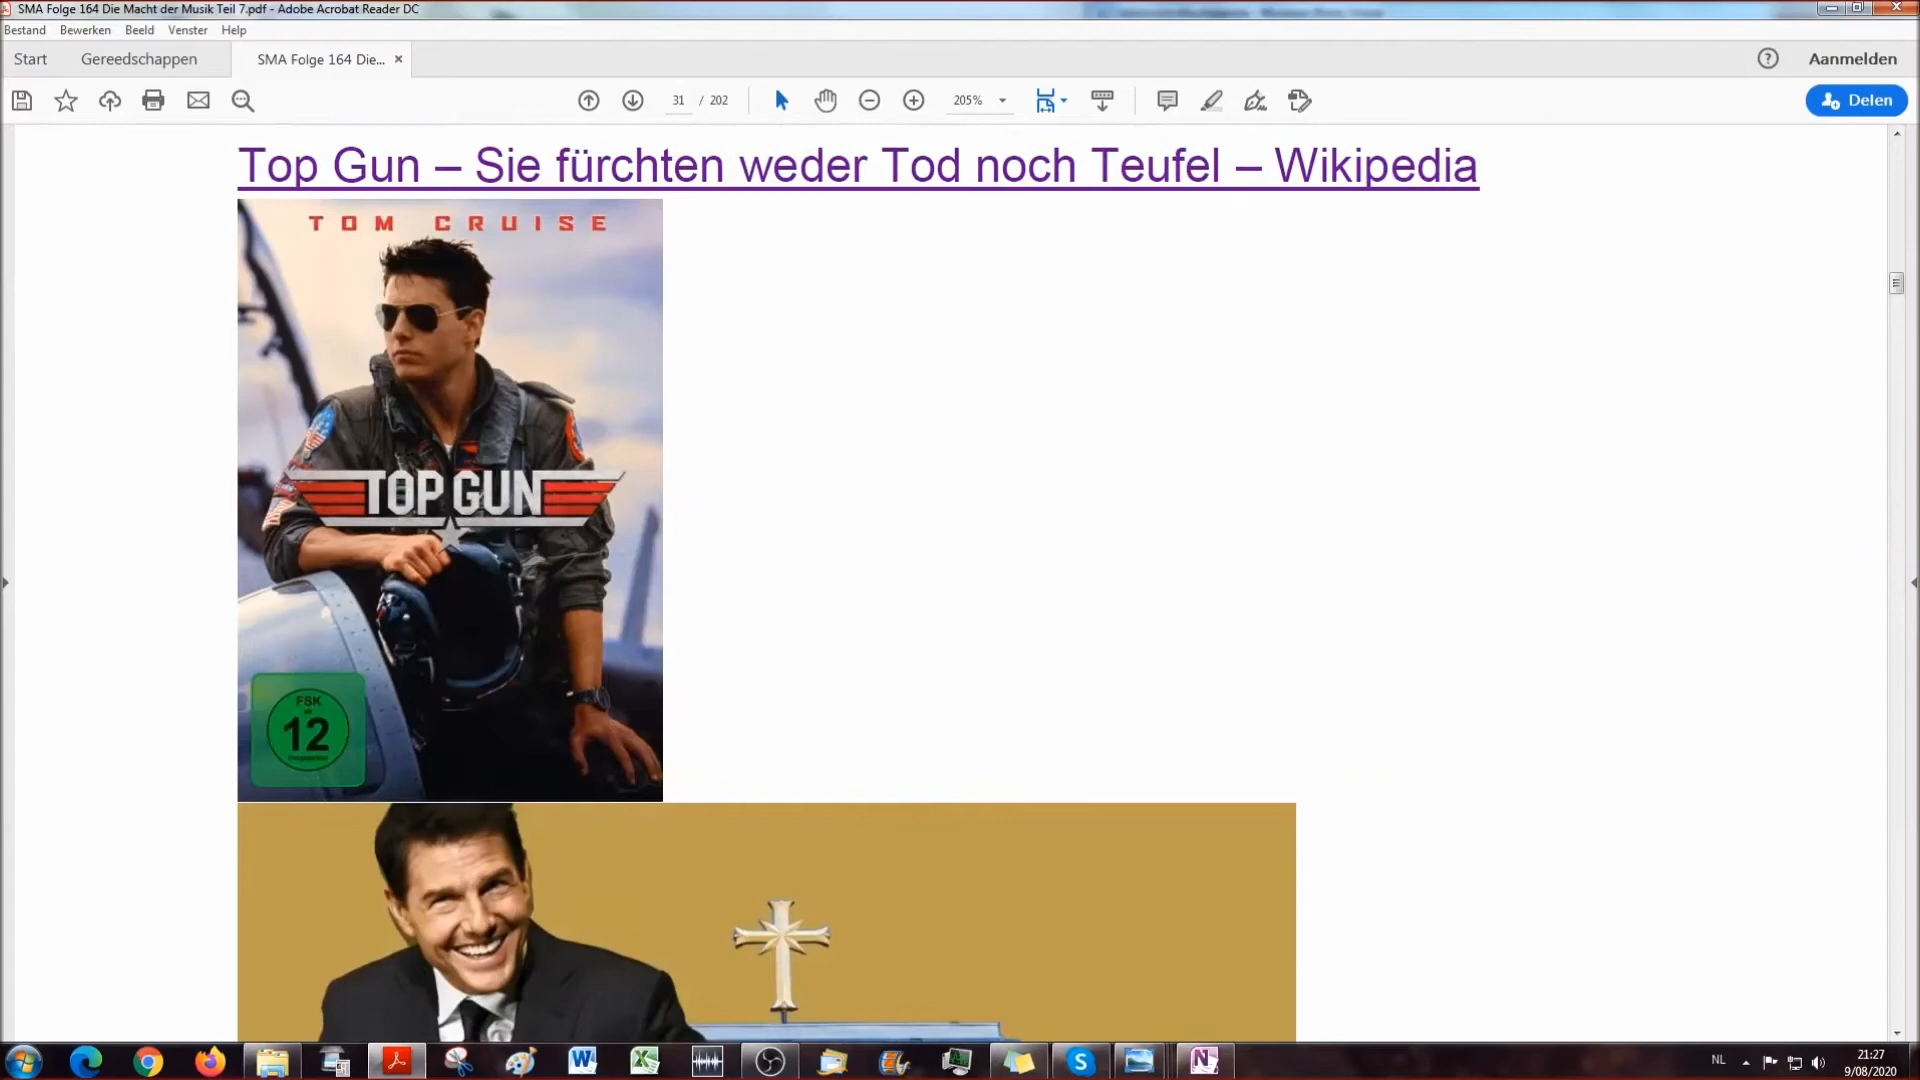 SMA Folge 164 Die Macht der Musik Teil 7.pdf - Adobe Acrobat Reader DC
Bestand Bewerken Beeld Venster Help
Start Gereedschappen SMA Folge 164 Die... × Aanmelden
31 / 202 205% Delen
Top Gun – Sie fürchten weder Tod noch Teufel – Wikipedia
TOM CRUISE
TOP GUN
FSK
ab
12
NL 21:27
9/08/2020